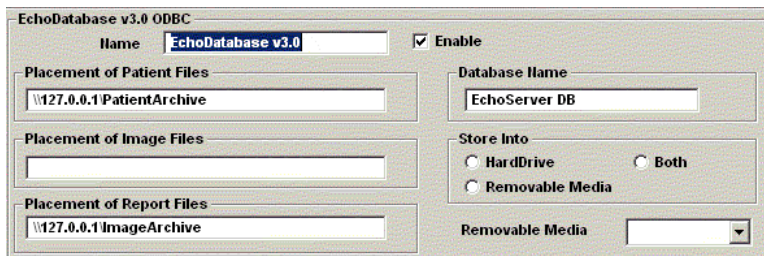 EchoDatabase v3.0 ODBC
Name EchoDatabase v3.0 Enable
Placement of Patient Files
\\127.0.0.1\PatientArchive
Database Name
EchoServer DB
Placement of Image Files
Store Into
HardDrive Both
Removable Media
Placement of Report Files
\\127.0.0.1\ImageArchive
Removable Media